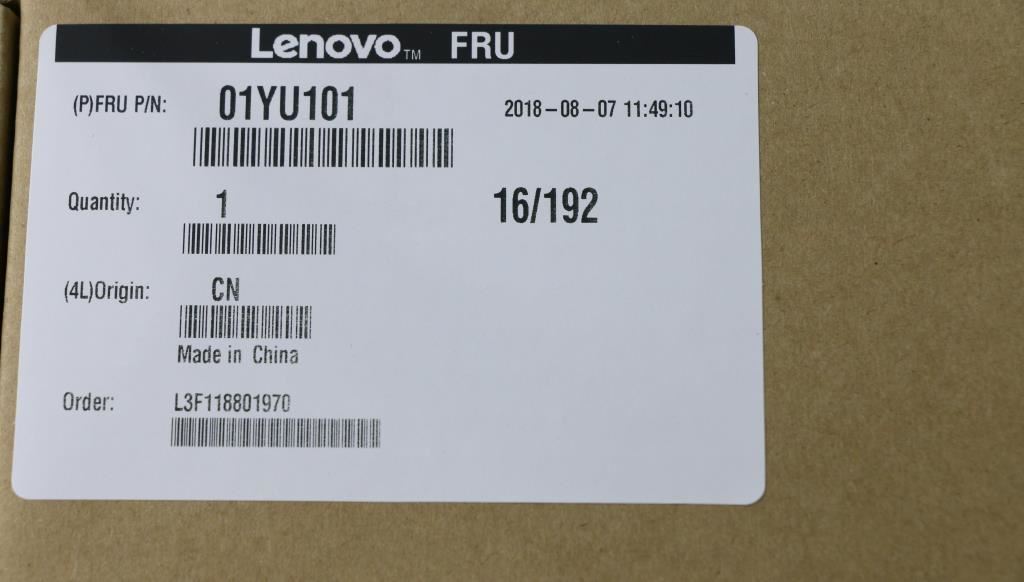 Lenovo™ FRU
(P)FRU P/N: 01YU101 2018-08-07 11:49:10
Quantity: 1 16/192
(4L)Origin: CN
Made in China
Order: L3F118801970